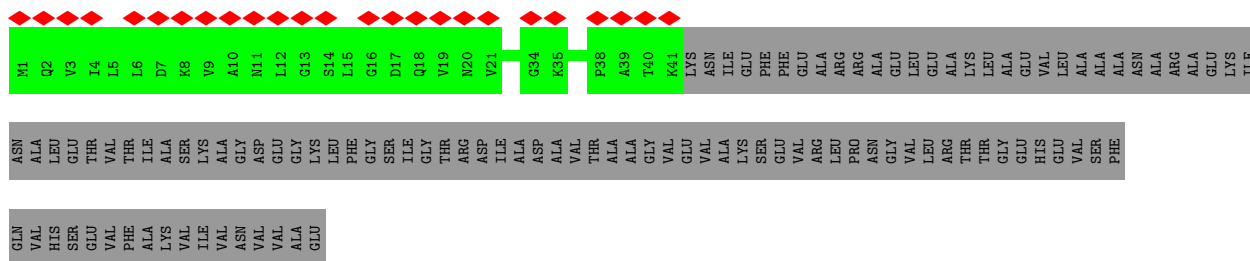 M1 Q2 V3 I4 L5 L6 D7 K8 V9 A10 N11 L12 G13 S14 L15 G16 D17 Q18 V19 N20 V21 G34 K35 P38 A39 T40 K41 LYS ASN ILE GLU PHE PHE GLU ALA ARG ARG ALA GLU LEU GLU ALA LYS LEU ALA GLU VAL LEU ALA ALA ALA ASN ALA ARG ALA GLU LYS ILE
ASN ALA LEU GLU THR VAL THR ILE ALA SER LYS ALA GLY ASP GLU GLY LYS LEU PHE GLY SER ILE GLY THR ARG ASP ILE ALA ASP ALA VAL THR ALA ALA GLY VAL GLU VAL ALA LYS SER GLU VAL ARG LEU PRO ASN GLY VAL LEU ARG THR THR GLY GLU HIS GLU VAL SER PHE
GLN VAL HIS SER GLU VAL PHE ALA LYS VAL ILE VAL ASN VAL VAL ALA GLU